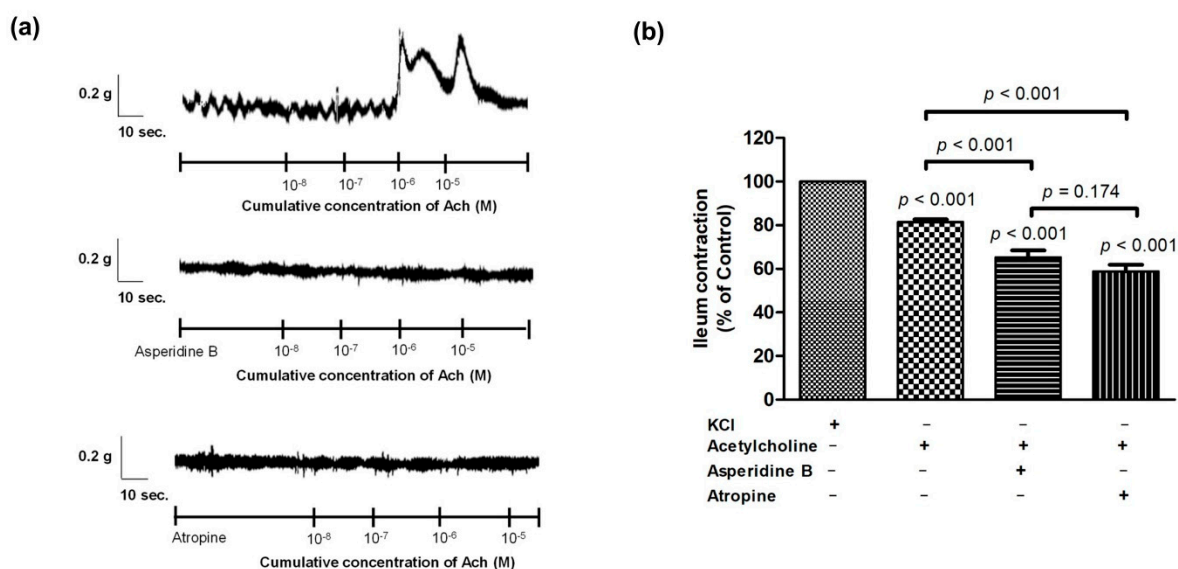 (a)
0.2 g
10 sec.
10⁻⁸ 10⁻⁷ 10⁻⁶ 10⁻⁵
Cumulative concentration of Ach (M)
0.2 g
10 sec.
Asperidine B 10⁻⁸ 10⁻⁷ 10⁻⁶ 10⁻⁵
Cumulative concentration of Ach (M)
0.2 g
10 sec.
Atropine 10⁻⁸ 10⁻⁷ 10⁻⁶ 10⁻⁵
Cumulative concentration of Ach (M)
(b)
p < 0.001
p < 0.001
p = 0.174
p < 0.001
p < 0.001
p < 0.001
Ileum contraction
(% of Control)
120
100
80
60
40
20
0
KCl + – – –
Acetylcholine – + + +
Asperidine B – – + –
Atropine – – – +